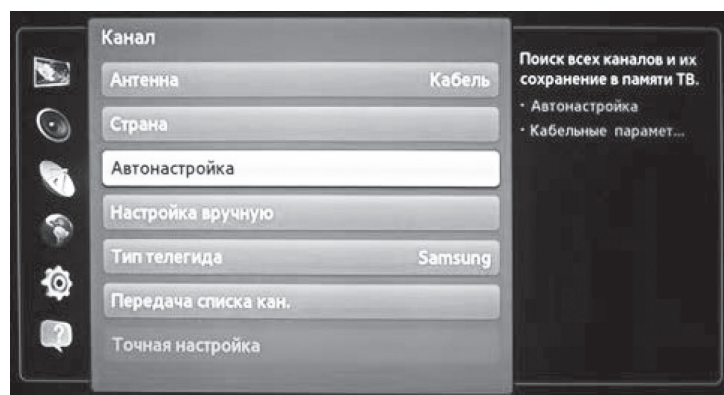 Канал
Антенна Кабель
Страна
Автонастройка
Настройка вручную
Тип телегида Samsung
Передача списка кан.
Точная настройка
Поиск всех каналов и их
сохранение в памяти ТВ.
· Автонастройка
· Кабельные парамет...